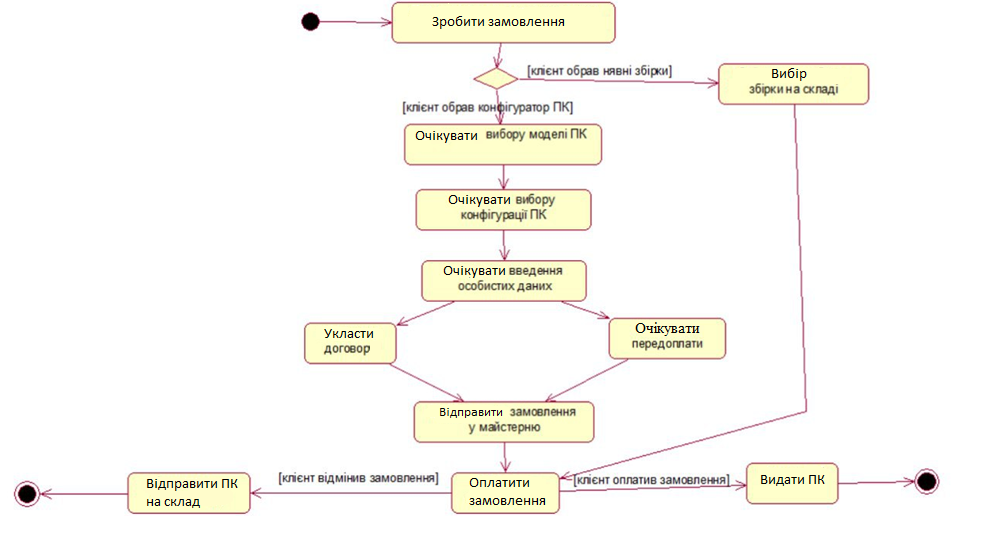 Зробити замовлення
[клієнт обрав нявні збірки]
Вибір
збірки на складі
[клієнт обрав конфігуратор ПК]
Очікувати вибору моделі ПК
Очікувати вибору
конфігурації ПК
Очікувати введення
особистих даних
Укласти
договор
Очікувати
передоплати
Відправити замовлення
у майстерню
[клієнт відмінив замовлення]
[клієнт оплатив замовлення]
Відправити ПК
на склад
Оплатити
замовлення
Видати ПК